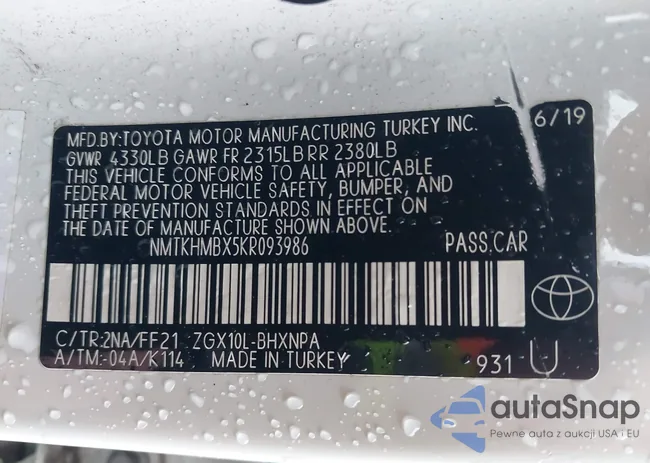 MFD.BY:TOYOTA MOTOR MANUFACTURING TURKEY INC. 6/19
GVWR 4330LB GAWR FR 2315LB RR 2380LB
THIS VEHICLE CONFORMS TO ALL APPLICABLE
FEDERAL MOTOR VEHICLE SAFETY, BUMPER, AND
THEFT PREVENTION STANDARDS IN EFFECT ON
THE DATE OF MANUFACTURE SHOWN ABOVE.
NMTKHMBX5KR093986 PASS.CAR
C/TR:2NA/FF21 ZGX10L-BHXNPA
A/TM:-04A/K114 MADE IN TURKEY 931 U
autaSnap
Pewne auta z aukcji USA i EU